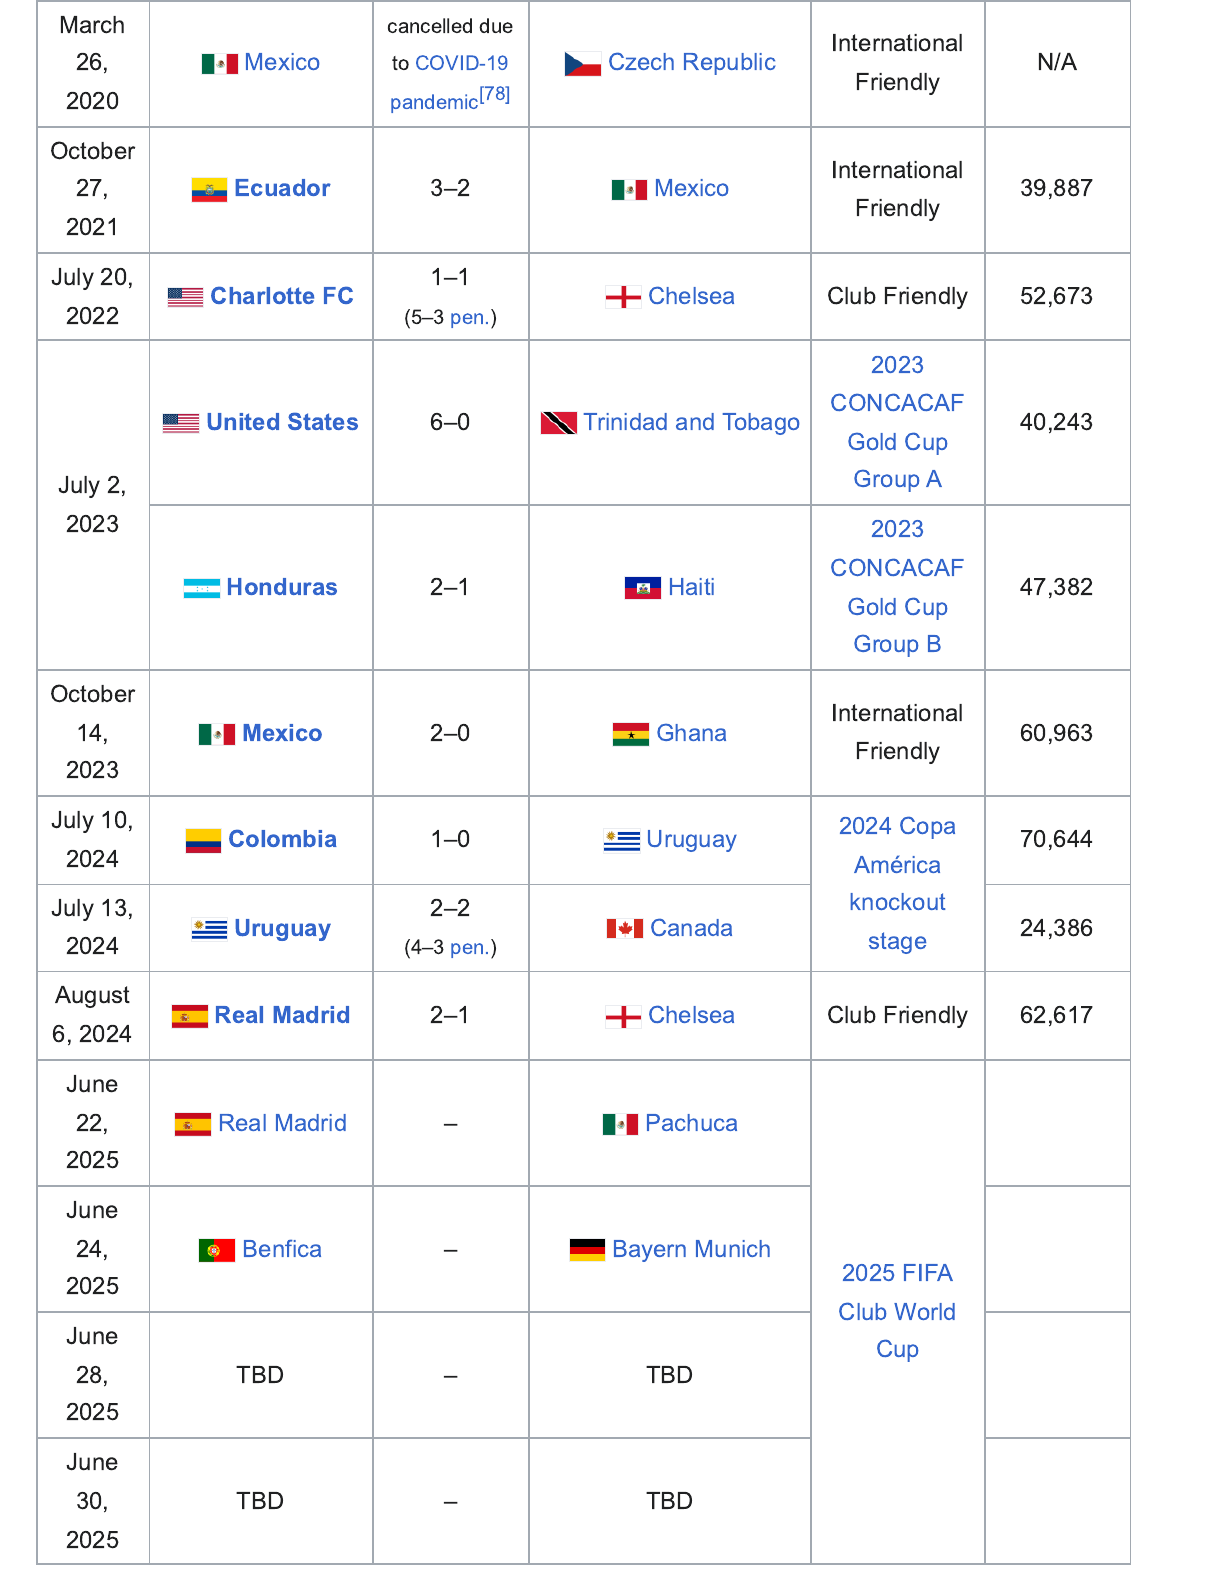 March 26, 2020 Mexico cancelled due to COVID-19 pandemic[78] Czech Republic International Friendly N/A
October 27, 2021 Ecuador 3–2 Mexico International Friendly 39,887
July 20, 2022 Charlotte FC 1–1 (5–3 pen.) Chelsea Club Friendly 52,673
July 2, 2023 United States 6–0 Trinidad and Tobago 2023 CONCACAF Gold Cup Group A 40,243
Honduras 2–1 Haiti 2023 CONCACAF Gold Cup Group B 47,382
October 14, 2023 Mexico 2–0 Ghana International Friendly 60,963
July 10, 2024 Colombia 1–0 Uruguay 2024 Copa América knockout stage 70,644
July 13, 2024 Uruguay 2–2 (4–3 pen.) Canada 24,386
August 6, 2024 Real Madrid 2–1 Chelsea Club Friendly 62,617
June 22, 2025 Real Madrid – Pachuca 2025 FIFA Club World Cup
June 24, 2025 Benfica – Bayern Munich
June 28, 2025 TBD – TBD
June 30, 2025 TBD – TBD